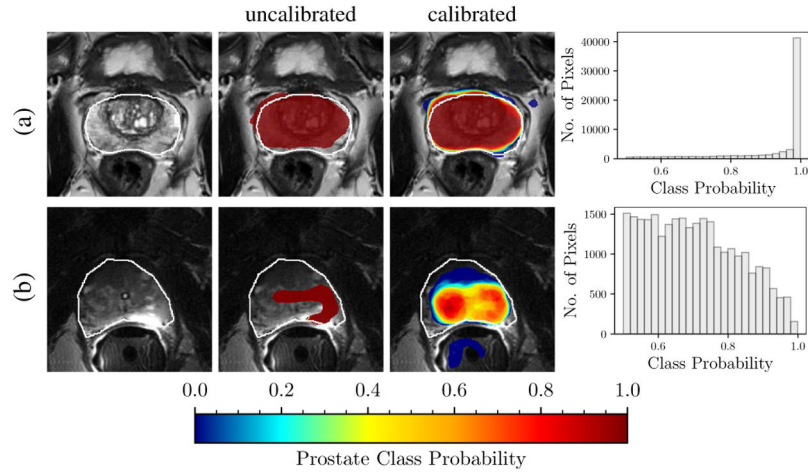 uncalibrated calibrated
(a)
No. of Pixels
40000
30000
20000
10000
0
0.6 0.8 1.0
Class Probability
(b)
No. of Pixels
1500
1000
500
0
0.6 0.8 1.0
Class Probability
0.0 0.2 0.4 0.6 0.8 1.0
Prostate Class Probability